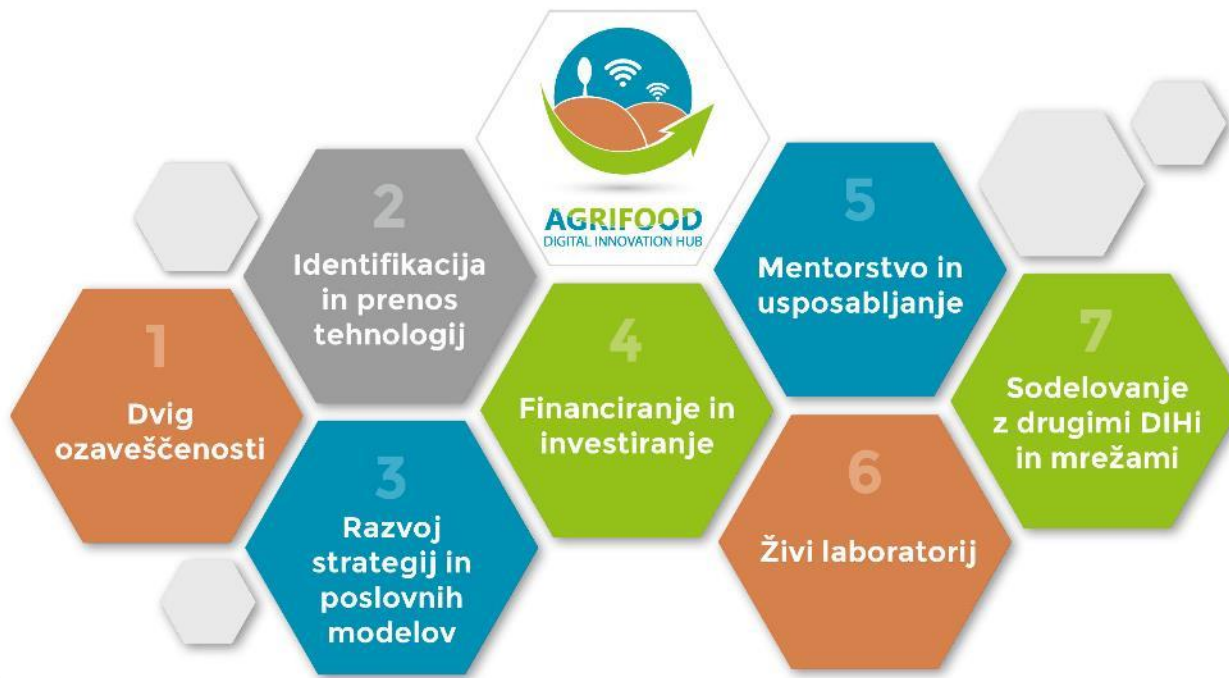 AGRIFOOD
DIGITAL INNOVATION HUB
1
Dvig
ozaveščenosti
2
Identifikacija
in prenos
tehnologij
3
Razvoj
strategij in
poslovnih
modelov
4
Financiranje in
investiranje
5
Mentorstvo in
usposabljanje
6
Živi laboratorij
7
Sodelovanje
z drugimi DIHi
in mrežami